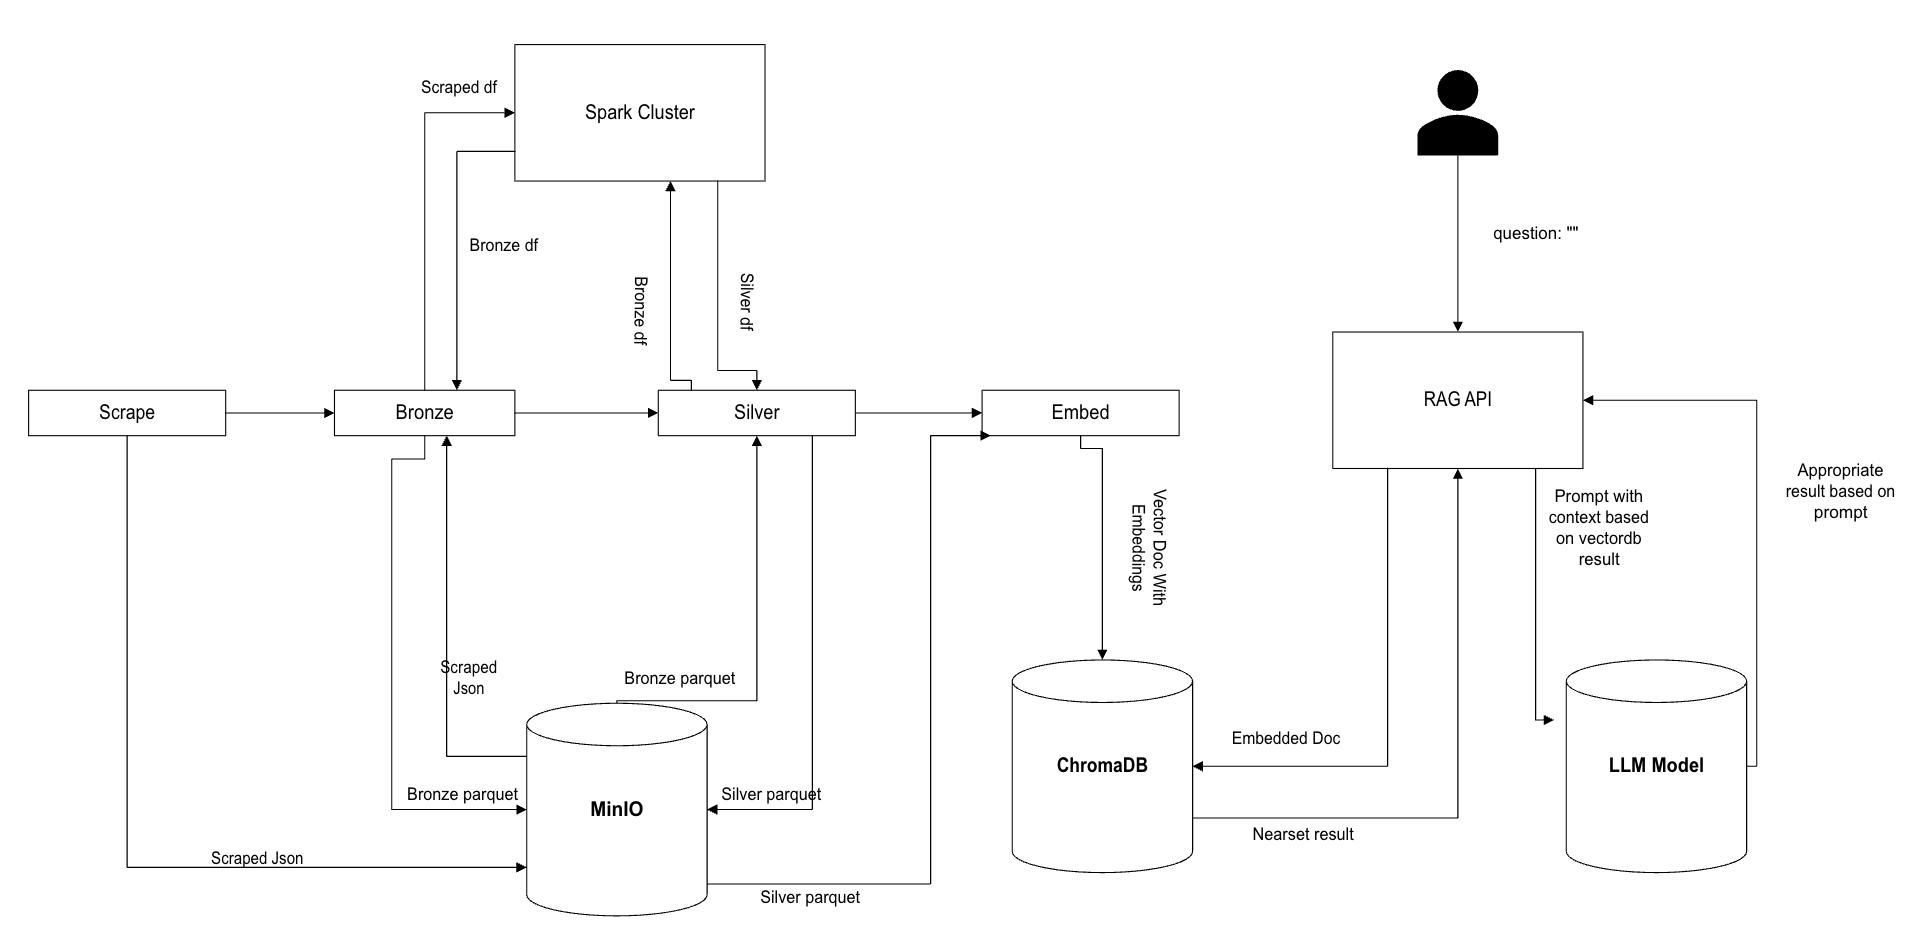 Scraped df
Spark Cluster
Bronze df
Bronze df
Silver df
question: ""
Scrape
Bronze
Silver
Embed
RAG API
Vector Doc With
Embeddings
Prompt with
context based
on vectordb
result
Appropriate
result based on
prompt
Scraped
Json
Bronze parquet
Bronze parquet
MinIO
Silver parquet
Scraped Json
Silver parquet
ChromaDB
Embedded Doc
Nearset result
LLM Model